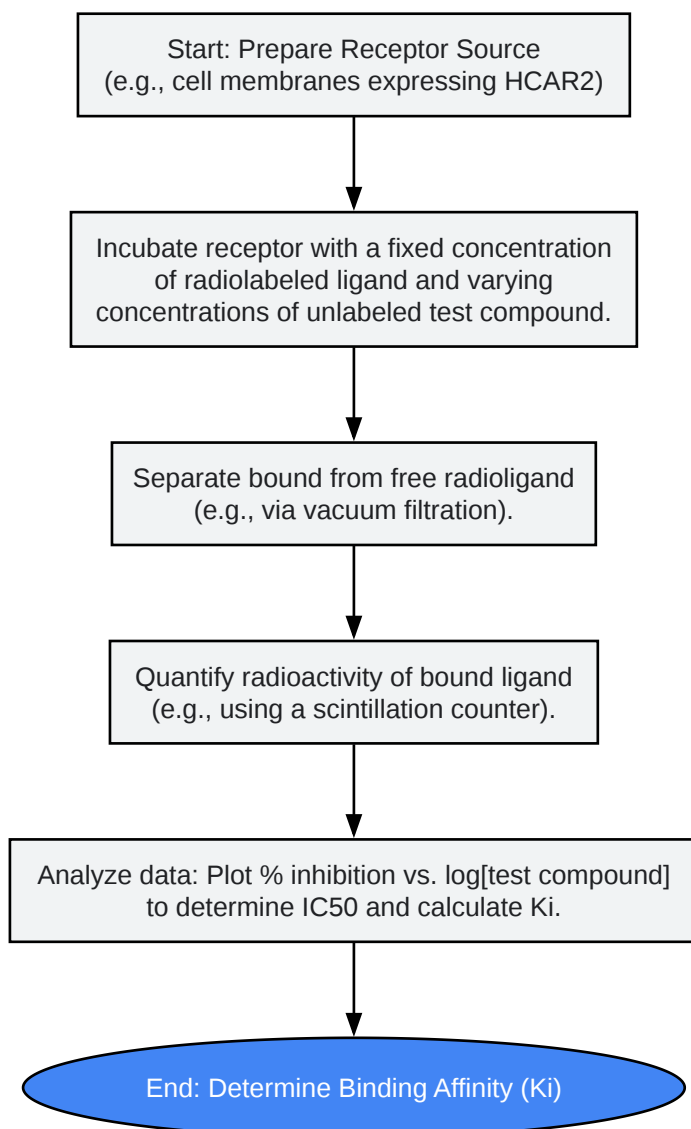 Start: Prepare Receptor Source
(e.g., cell membranes expressing HCAR2)
Incubate receptor with a fixed concentration
of radiolabeled ligand and varying
concentrations of unlabeled test compound.
Separate bound from free radioligand
(e.g., via vacuum filtration).
Quantify radioactivity of bound ligand
(e.g., using a scintillation counter).
Analyze data: Plot % inhibition vs. log[test compound]
to determine IC50 and calculate Ki.
End: Determine Binding Affinity (Ki)